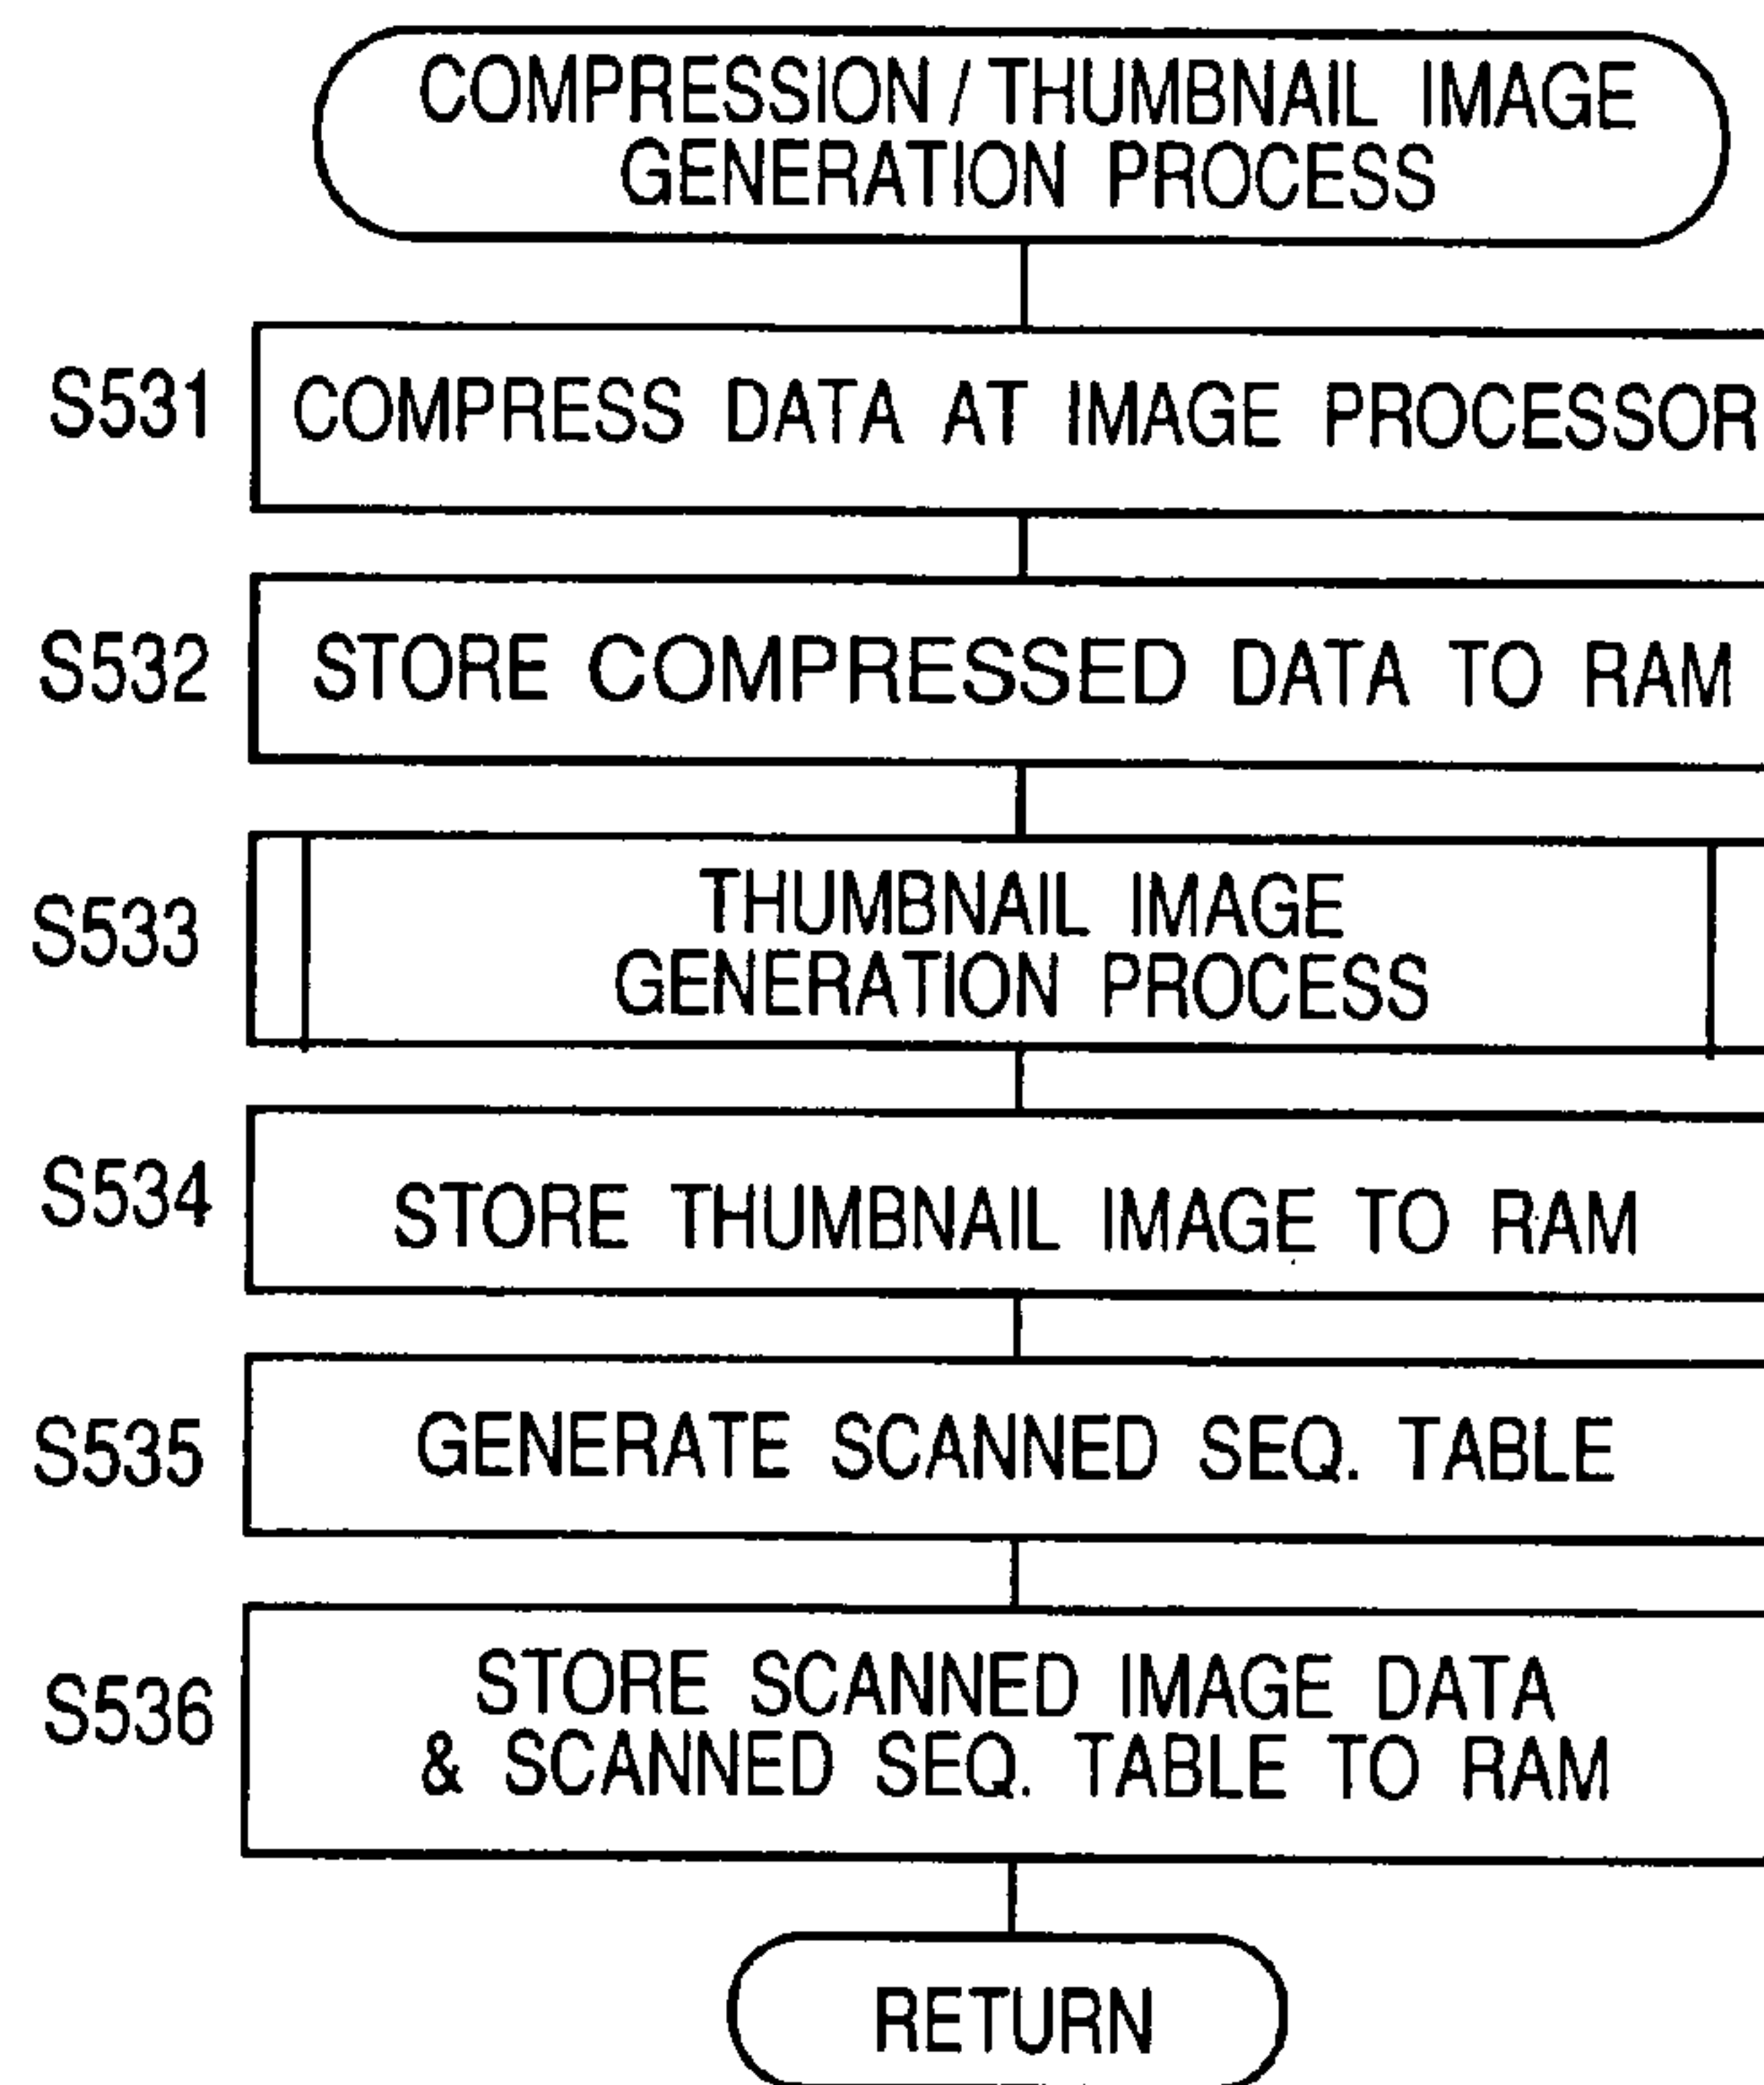 COMPRESSION / THUMBNAIL IMAGE
GENERATION PROCESS
S531
COMPRESS DATA AT IMAGE PROCESSOR
S532
STORE COMPRESSED DATA TO RAM
S533
THUMBNAIL IMAGE
GENERATION PROCESS
S534
STORE THUMBNAIL IMAGE TO RAM
S535
GENERATE SCANNED SEQ. TABLE
S536
STORE SCANNED IMAGE DATA
& SCANNED SEQ. TABLE TO RAM
RETURN